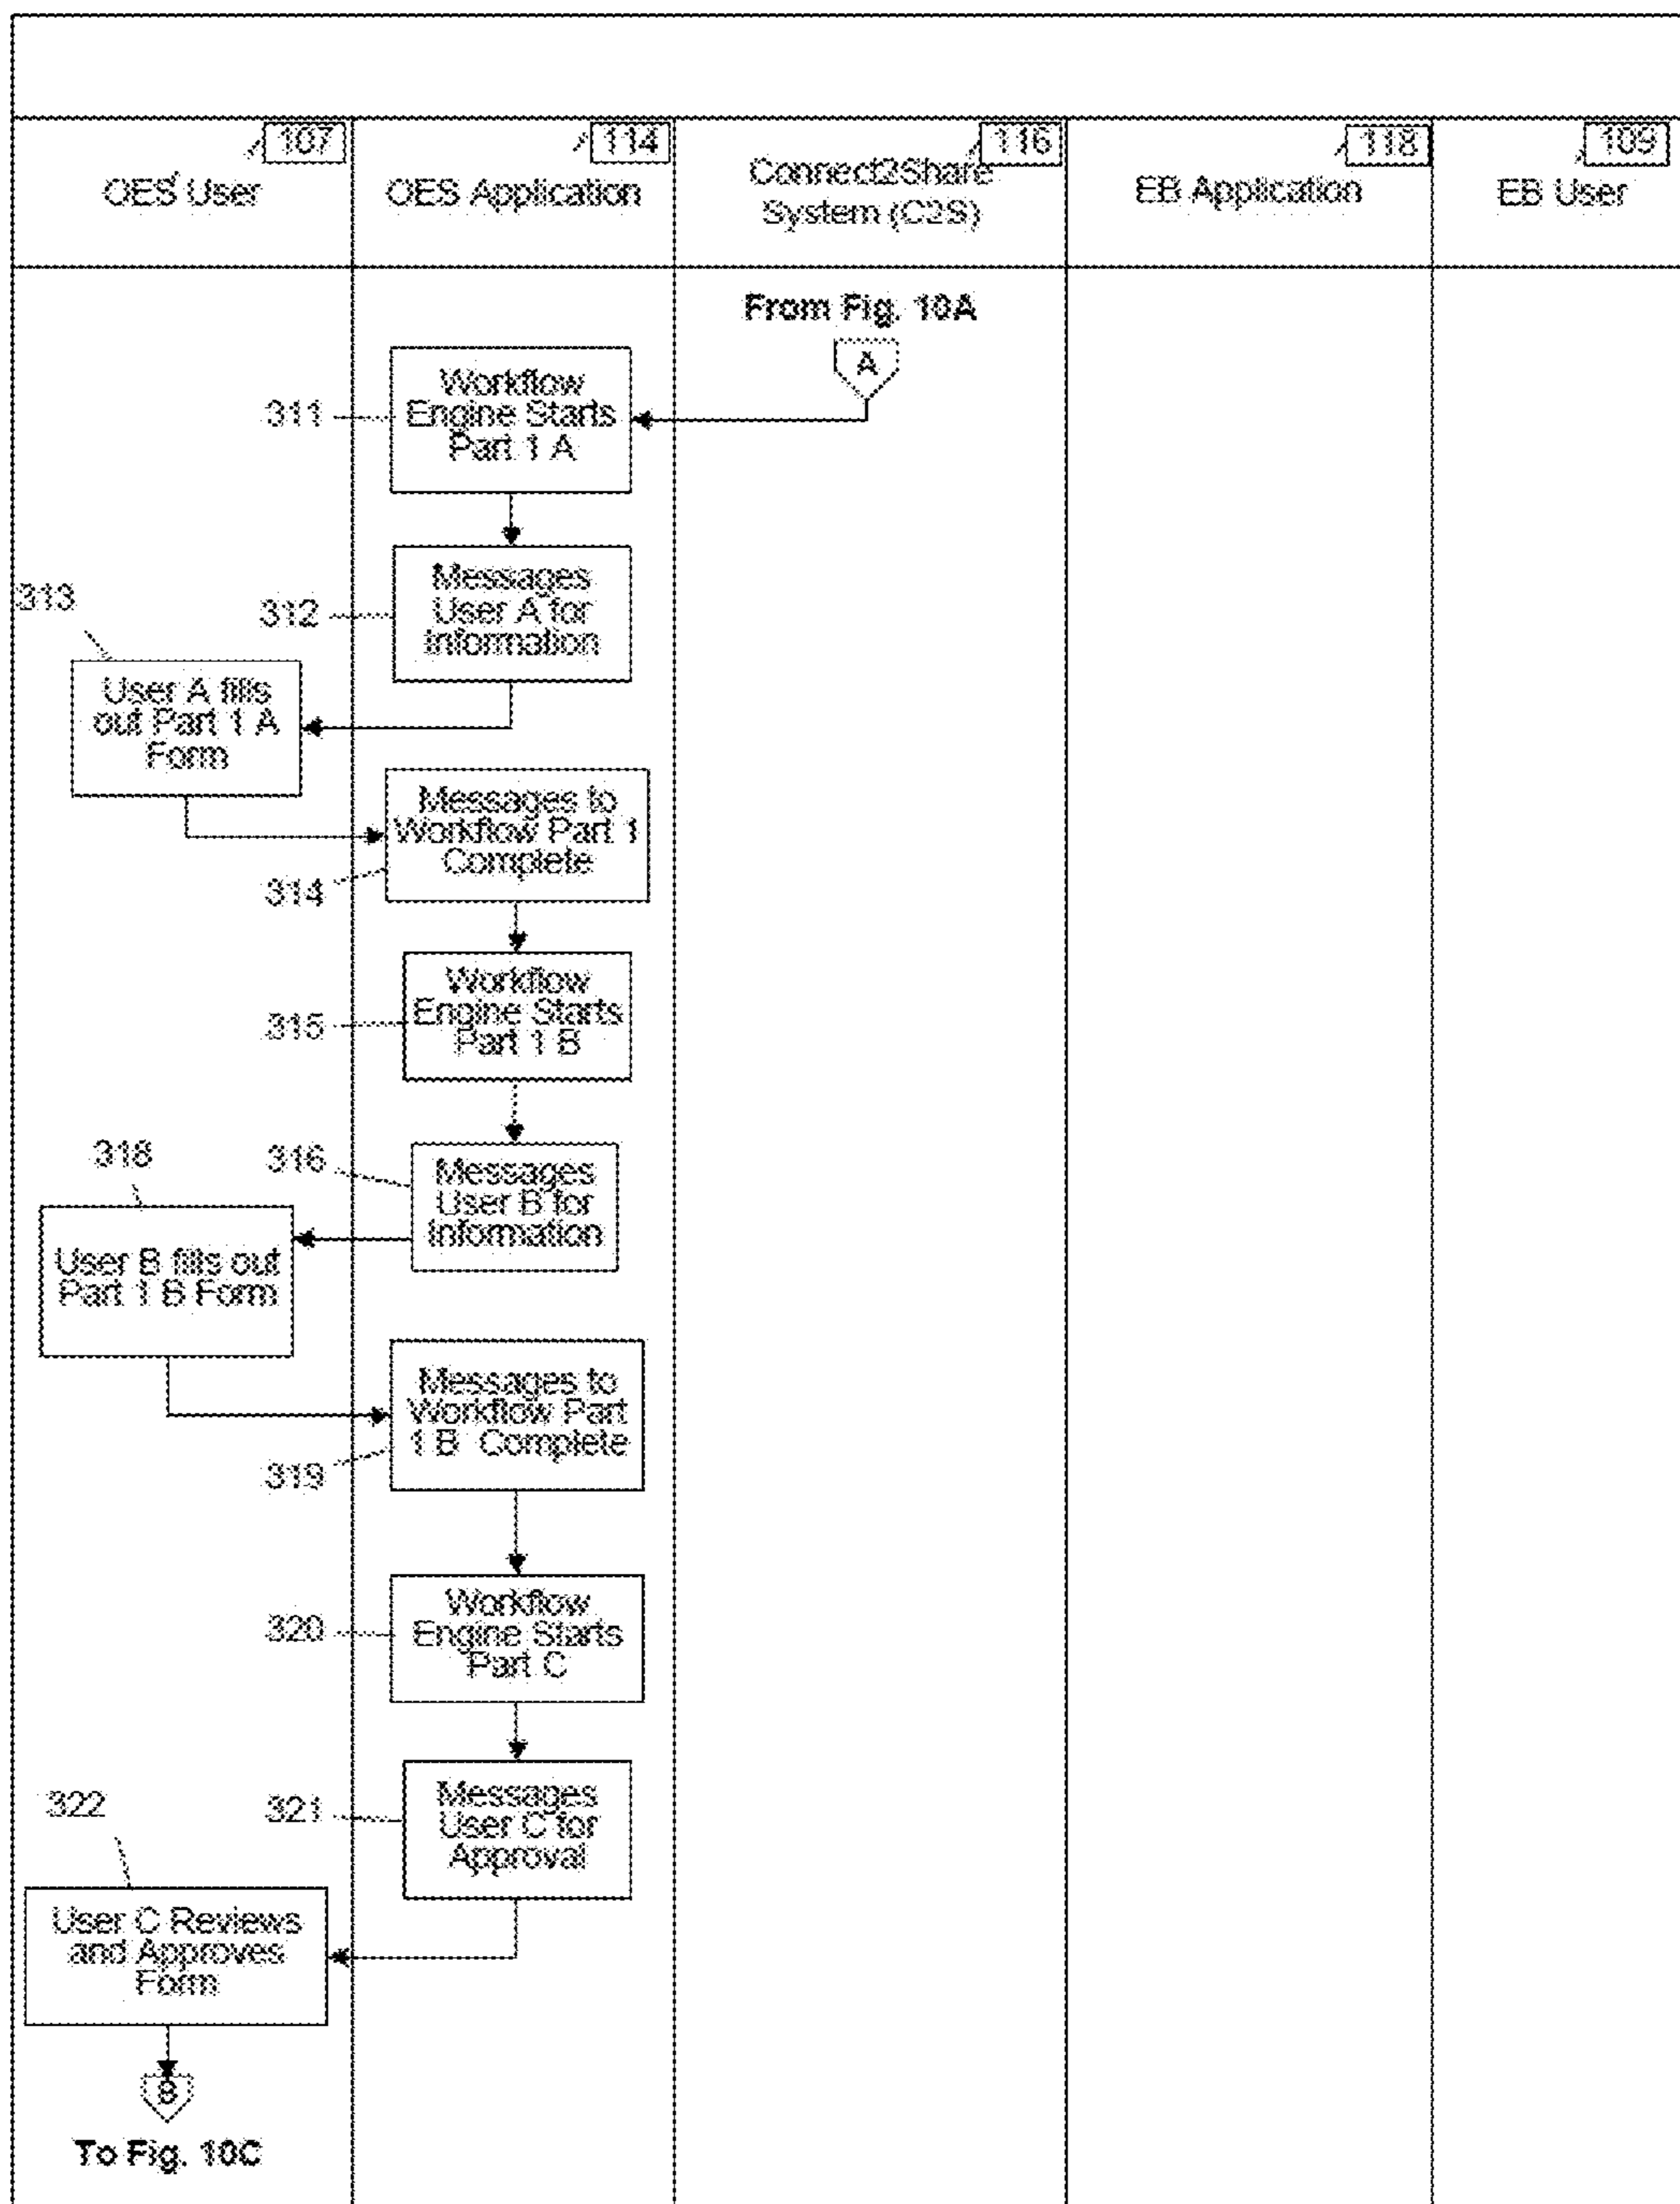 107
OES User
114
OES Application
116
Connect2Share
System (C2S)
118
EB Application
109
EB User
From Fig. 10A
A
311
Workflow
Engine Starts
Part 1 A
312
Messages
User A for
Information
313
User A fills
out Part 1 A
Form
314
Messages to
Workflow Part 1
Complete
315
Workflow
Engine Starts
Part 1 B
316
Messages
User B for
Information
318
User B fills out
Part 1 B Form
319
Messages to
Workflow Part
1 B Complete
320
Workflow
Engine Starts
Part C
321
Messages
User C for
Approval
322
User C Reviews
and Approves
Form
B
To Fig. 10C